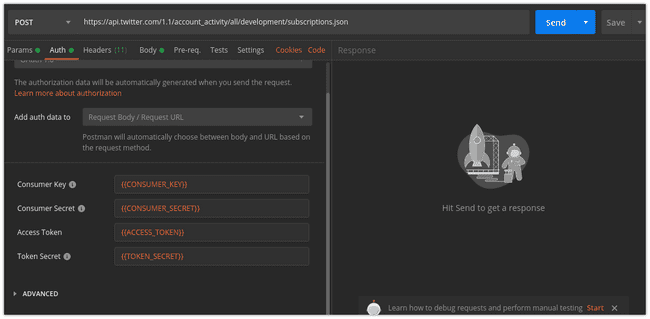 POST
https://api.twitter.com/1.1/account_activity/all/development/subscriptions.json
Send
Save
Params Auth Headers (11) Body Pre-req. Tests Settings Cookies Code
Response
The authorization data will be automatically generated when you send the request.
Learn more about authorization
Add auth data to
Request Body / Request URL
Postman will automatically choose between body and URL based on
the request method.
Consumer Key
{{CONSUMER_KEY}}
Consumer Secret
{{CONSUMER_SECRET}}
Access Token
{{ACCESS_TOKEN}}
Token Secret
{{TOKEN_SECRET}}
ADVANCED
Hit Send to get a response
Learn how to debug requests and perform manual testing Start